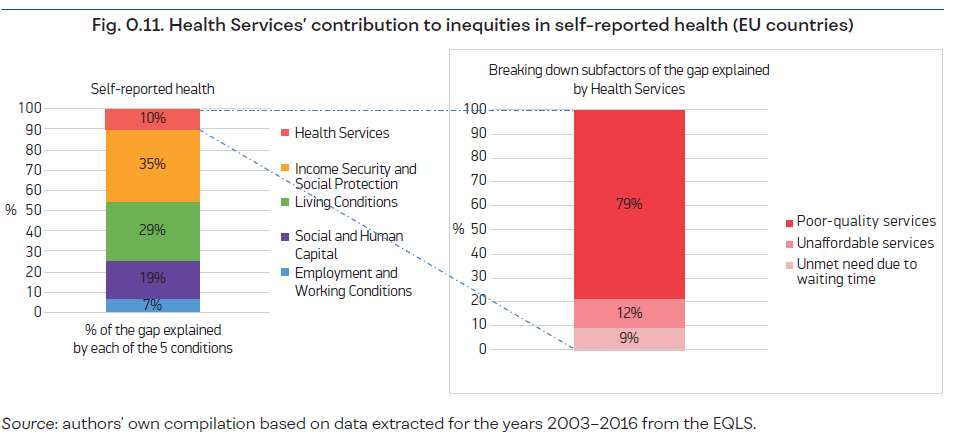 Fig. 0.11. Health Services' contribution to inequities in self-reported health (EU countries)
Self-reported health
100
90
80
70
60
50
40
30
20
10
0
%
10%
35%
29%
19%
7%
% of the gap explained
by each of the 5 conditions
Health Services
Income Security and
Social Protection
Living Conditions
Social and Human
Capital
Employment and
Working Conditions
Breaking down subfactors of the gap explained
by Health Services
100
90
80
70
60
50
40
30
20
10
0
%
79%
12%
9%
Poor-quality services
Unaffordable services
Unmet need due to
waiting time
Source: authors' own compilation based on data extracted for the years 2003–2016 from the EQLS.